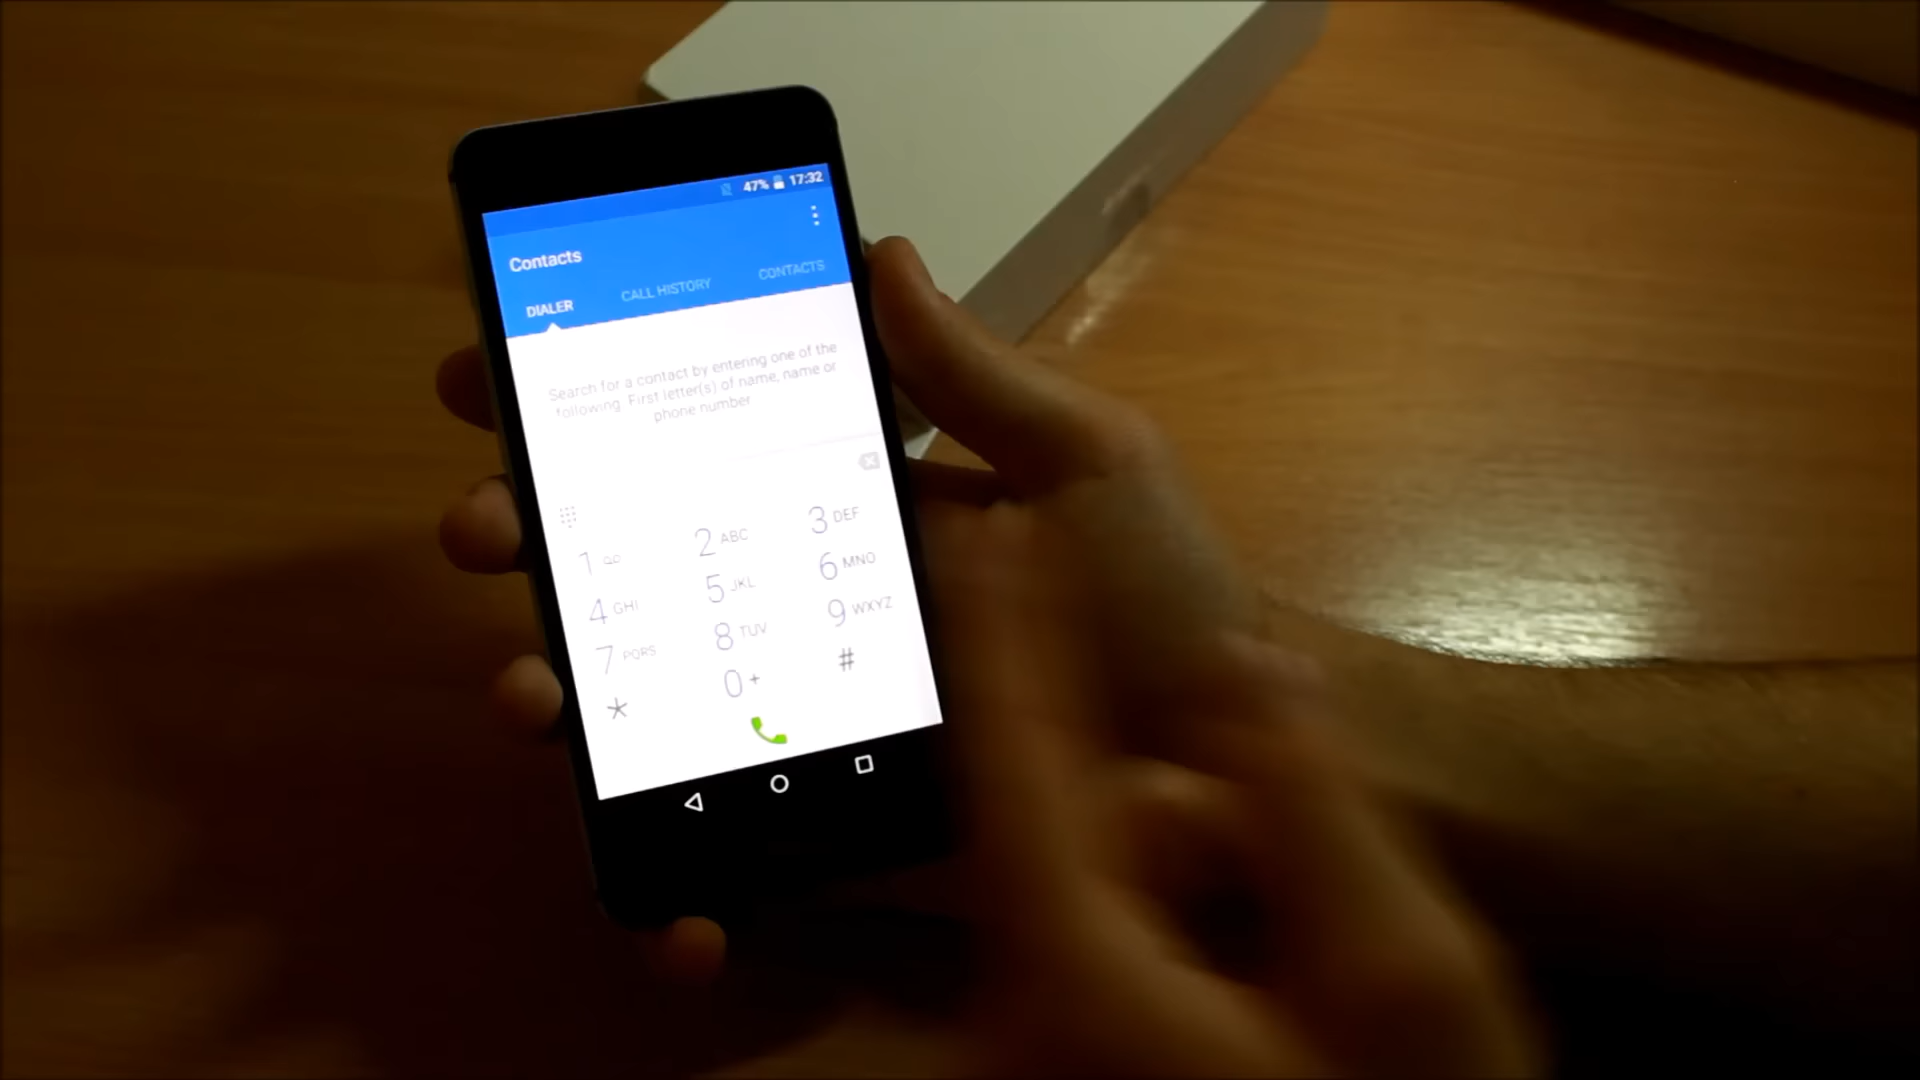 47% 17:32
Contacts
DIALER CALL HISTORY CONTACTS
Search for a contact by entering one of the
following. First letter(s) of name, name or
phone number
1 2 ABC 3 DEF
4 GHI 5 JKL 6 MNO
7 PQRS 8 TUV 9 WXYZ
* 0 + #